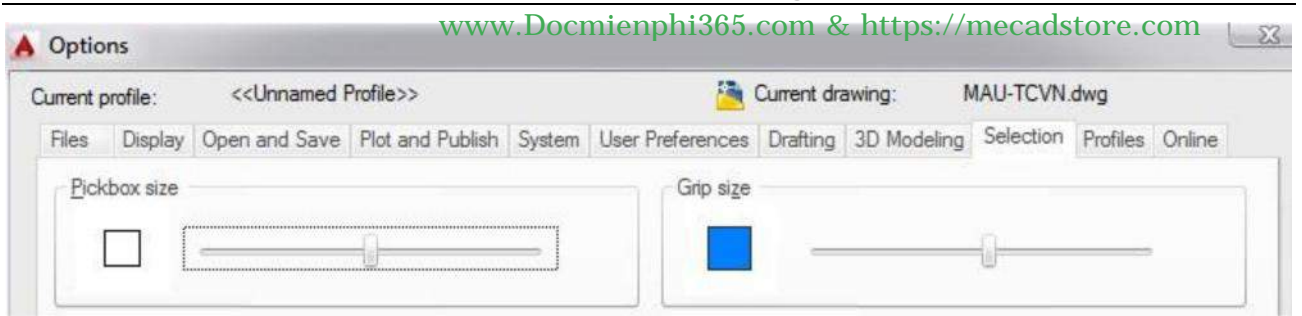 www.Docmienphi365.com & https://mecadstore.com
Options
Current profile: <<Unnamed Profile>> Current drawing: MAU-TCVN.dwg
Files Display Open and Save Plot and Publish System User Preferences Drafting 3D Modeling Selection Profiles Online
Pickbox size Grip size